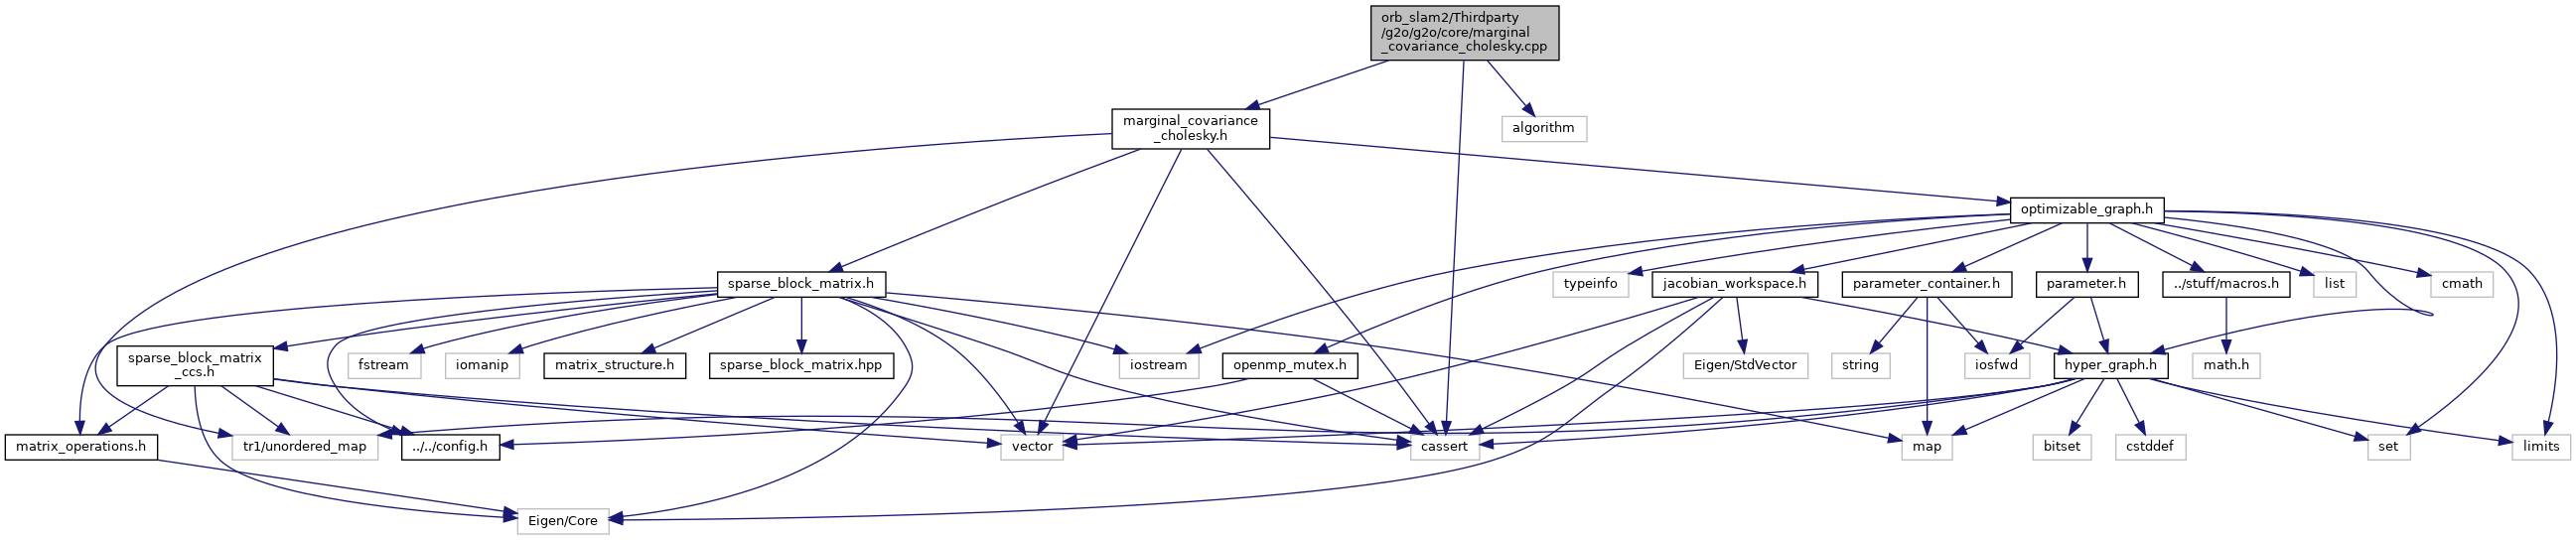 orb_slam2/Thirdparty
/g2o/g2o/core/marginal
_covariance_cholesky.cpp
marginal_covariance
_cholesky.h
algorithm
optimizable_graph.h
sparse_block_matrix.h
typeinfo
jacobian_workspace.h
parameter_container.h
parameter.h
../stuff/macros.h
list
cmath
sparse_block_matrix
_ccs.h
fstream
iomanip
matrix_structure.h
sparse_block_matrix.hpp
iostream
openmp_mutex.h
Eigen/StdVector
string
iosfwd
hyper_graph.h
math.h
matrix_operations.h
tr1/unordered_map
../../config.h
vector
cassert
map
bitset
cstddef
set
limits
Eigen/Core